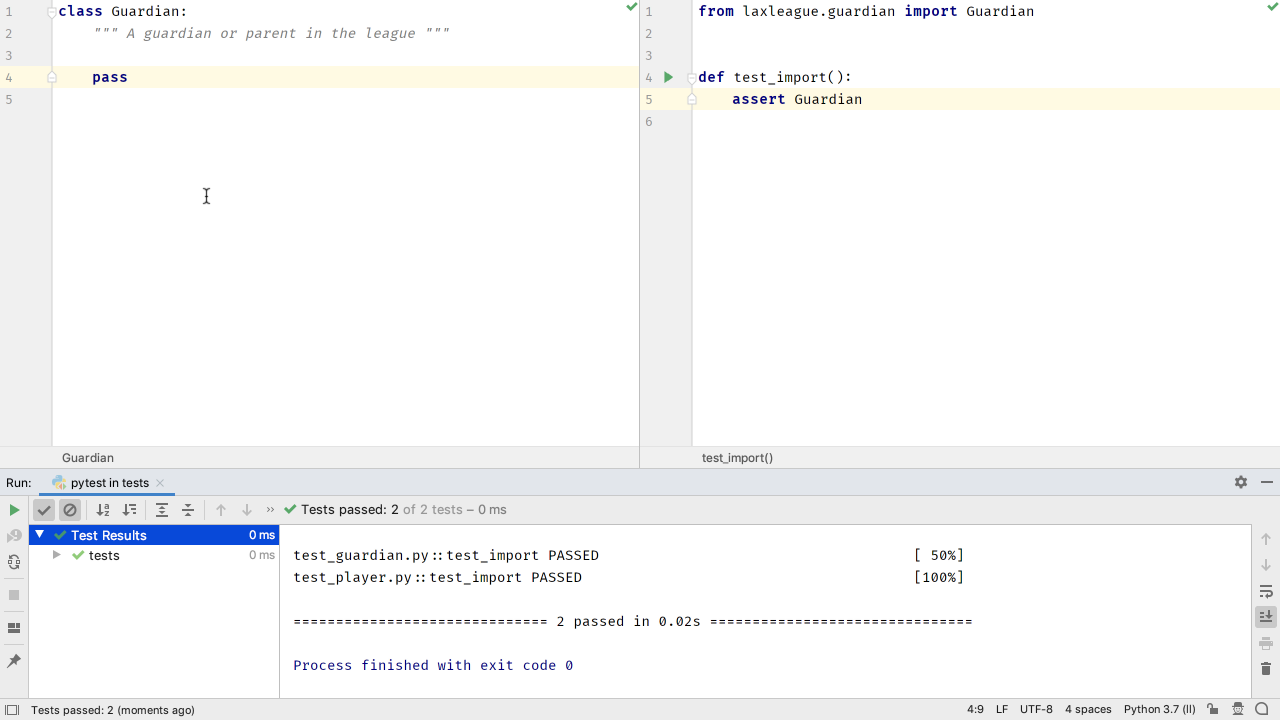 1 class Guardian:
2 """ A guardian or parent in the league """
3
4 pass
5
1 from laxleague.guardian import Guardian
2
3
4 def test_import():
5 assert Guardian
6
Guardian
test_import()
Run: pytest in tests
Tests passed: 2 of 2 tests – 0 ms
Test Results 0 ms
tests 0 ms
test_guardian.py::test_import PASSED [ 50%]
test_player.py::test_import PASSED [100%]
============================== 2 passed in 0.02s ===============================
Process finished with exit code 0
Tests passed: 2 (moments ago) 4:9 LF UTF-8 4 spaces Python 3.7 (ll)